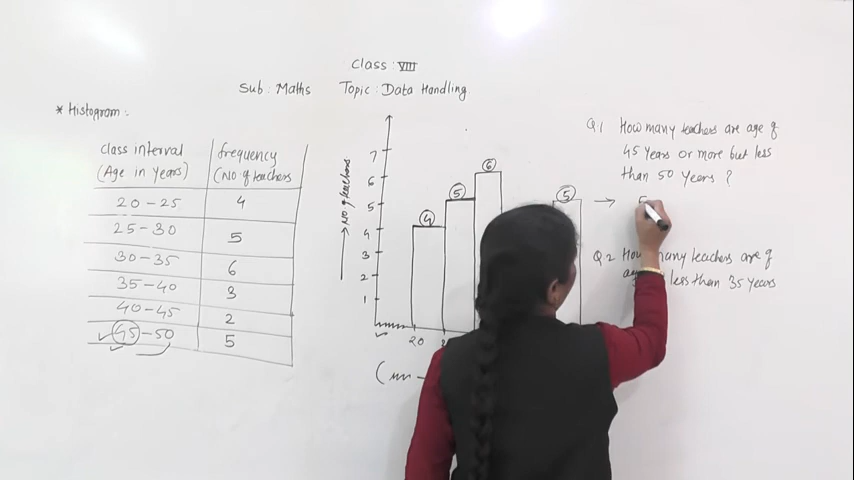 Class : VIII
Sub : Maths Topic : Data Handling
* Histogram :-
Class interval
(Age in years)
frequency
(No of teachers
20 - 25 4
25 - 30 5
30 - 35 6
35 - 40 3
40 - 45 2
45 - 50 5
7
6
5
4
3
2
1
→ No of teachers
4
5
6
5
20
Q.1 How many teachers are age of
45 years or more but less
than 50 years ?
→ 5
Q.2 How many teachers are of
less than 35 years